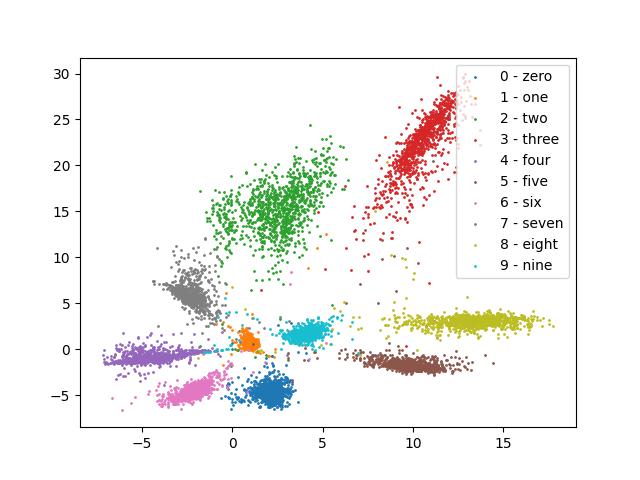 30
25
20
15
10
5
0
−5
−5
0
5
10
15
0 - zero
1 - one
2 - two
3 - three
4 - four
5 - five
6 - six
7 - seven
8 - eight
9 - nine